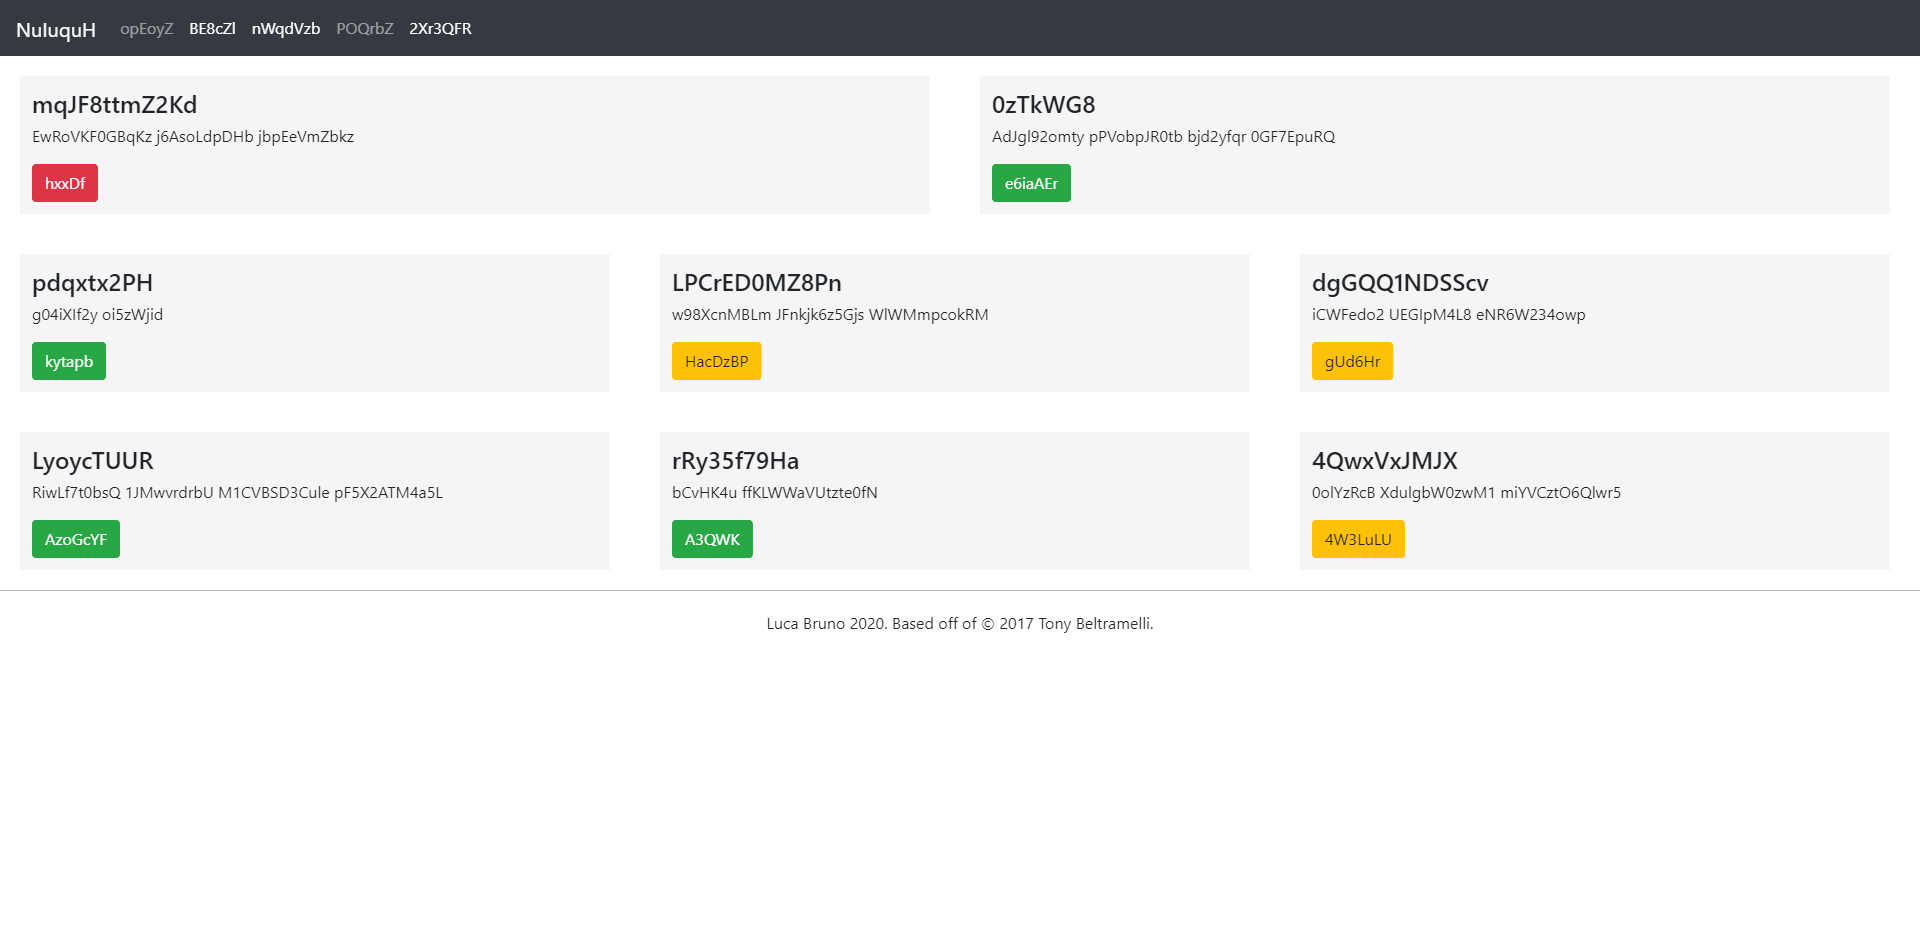 NuluquH opEoyZ BE8cZl nWqdVzb POQrbZ 2Xr3QFR
mqJF8ttmZ2Kd
EwRoVKF0GBqKz j6AsoLdpDHb jbpEeVmZbkz
hxxDf
0zTkWG8
AdJgl92omty pPVobpJR0tb bjd2yfqr 0GF7EpuRQ
e6iaAEr
pdqxtx2PH
g04iXIf2y oi5zWjid
kytapb
LPCrED0MZ8Pn
w98XcnMBLm JFnkjk6z5Gjs WlWMmpcokRM
HacDzBP
dgGQQ1NDSScv
iCWFedo2 UEGIpM4L8 eNR6W234owp
gUd6Hr
LyoycTUUR
RiwLf7t0bsQ 1JMwvrdrbU M1CVBSD3Cule pF5X2ATM4a5L
AzoGcYF
rRy35f79Ha
bCvHK4u ffKLWWaVUtzte0fN
A3QWK
4QwxVxJMJX
0olYzRcB XdulgbW0zwM1 miYVCztO6Qlwr5
4W3LuLU
Luca Bruno 2020. Based off of © 2017 Tony Beltramelli.